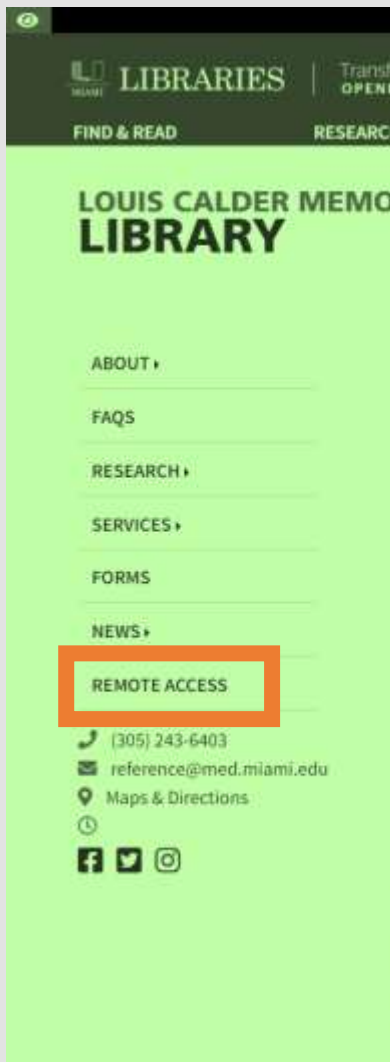 MIAMI
LIBRARIES
Transf
OPENI
FIND & READ
RESEARC
LOUIS CALDER MEMO
LIBRARY
ABOUT
FAQS
RESEARCH
SERVICES
FORMS
NEWS
REMOTE ACCESS
(305) 243-6403
reference@med.miami.edu
Maps & Directions